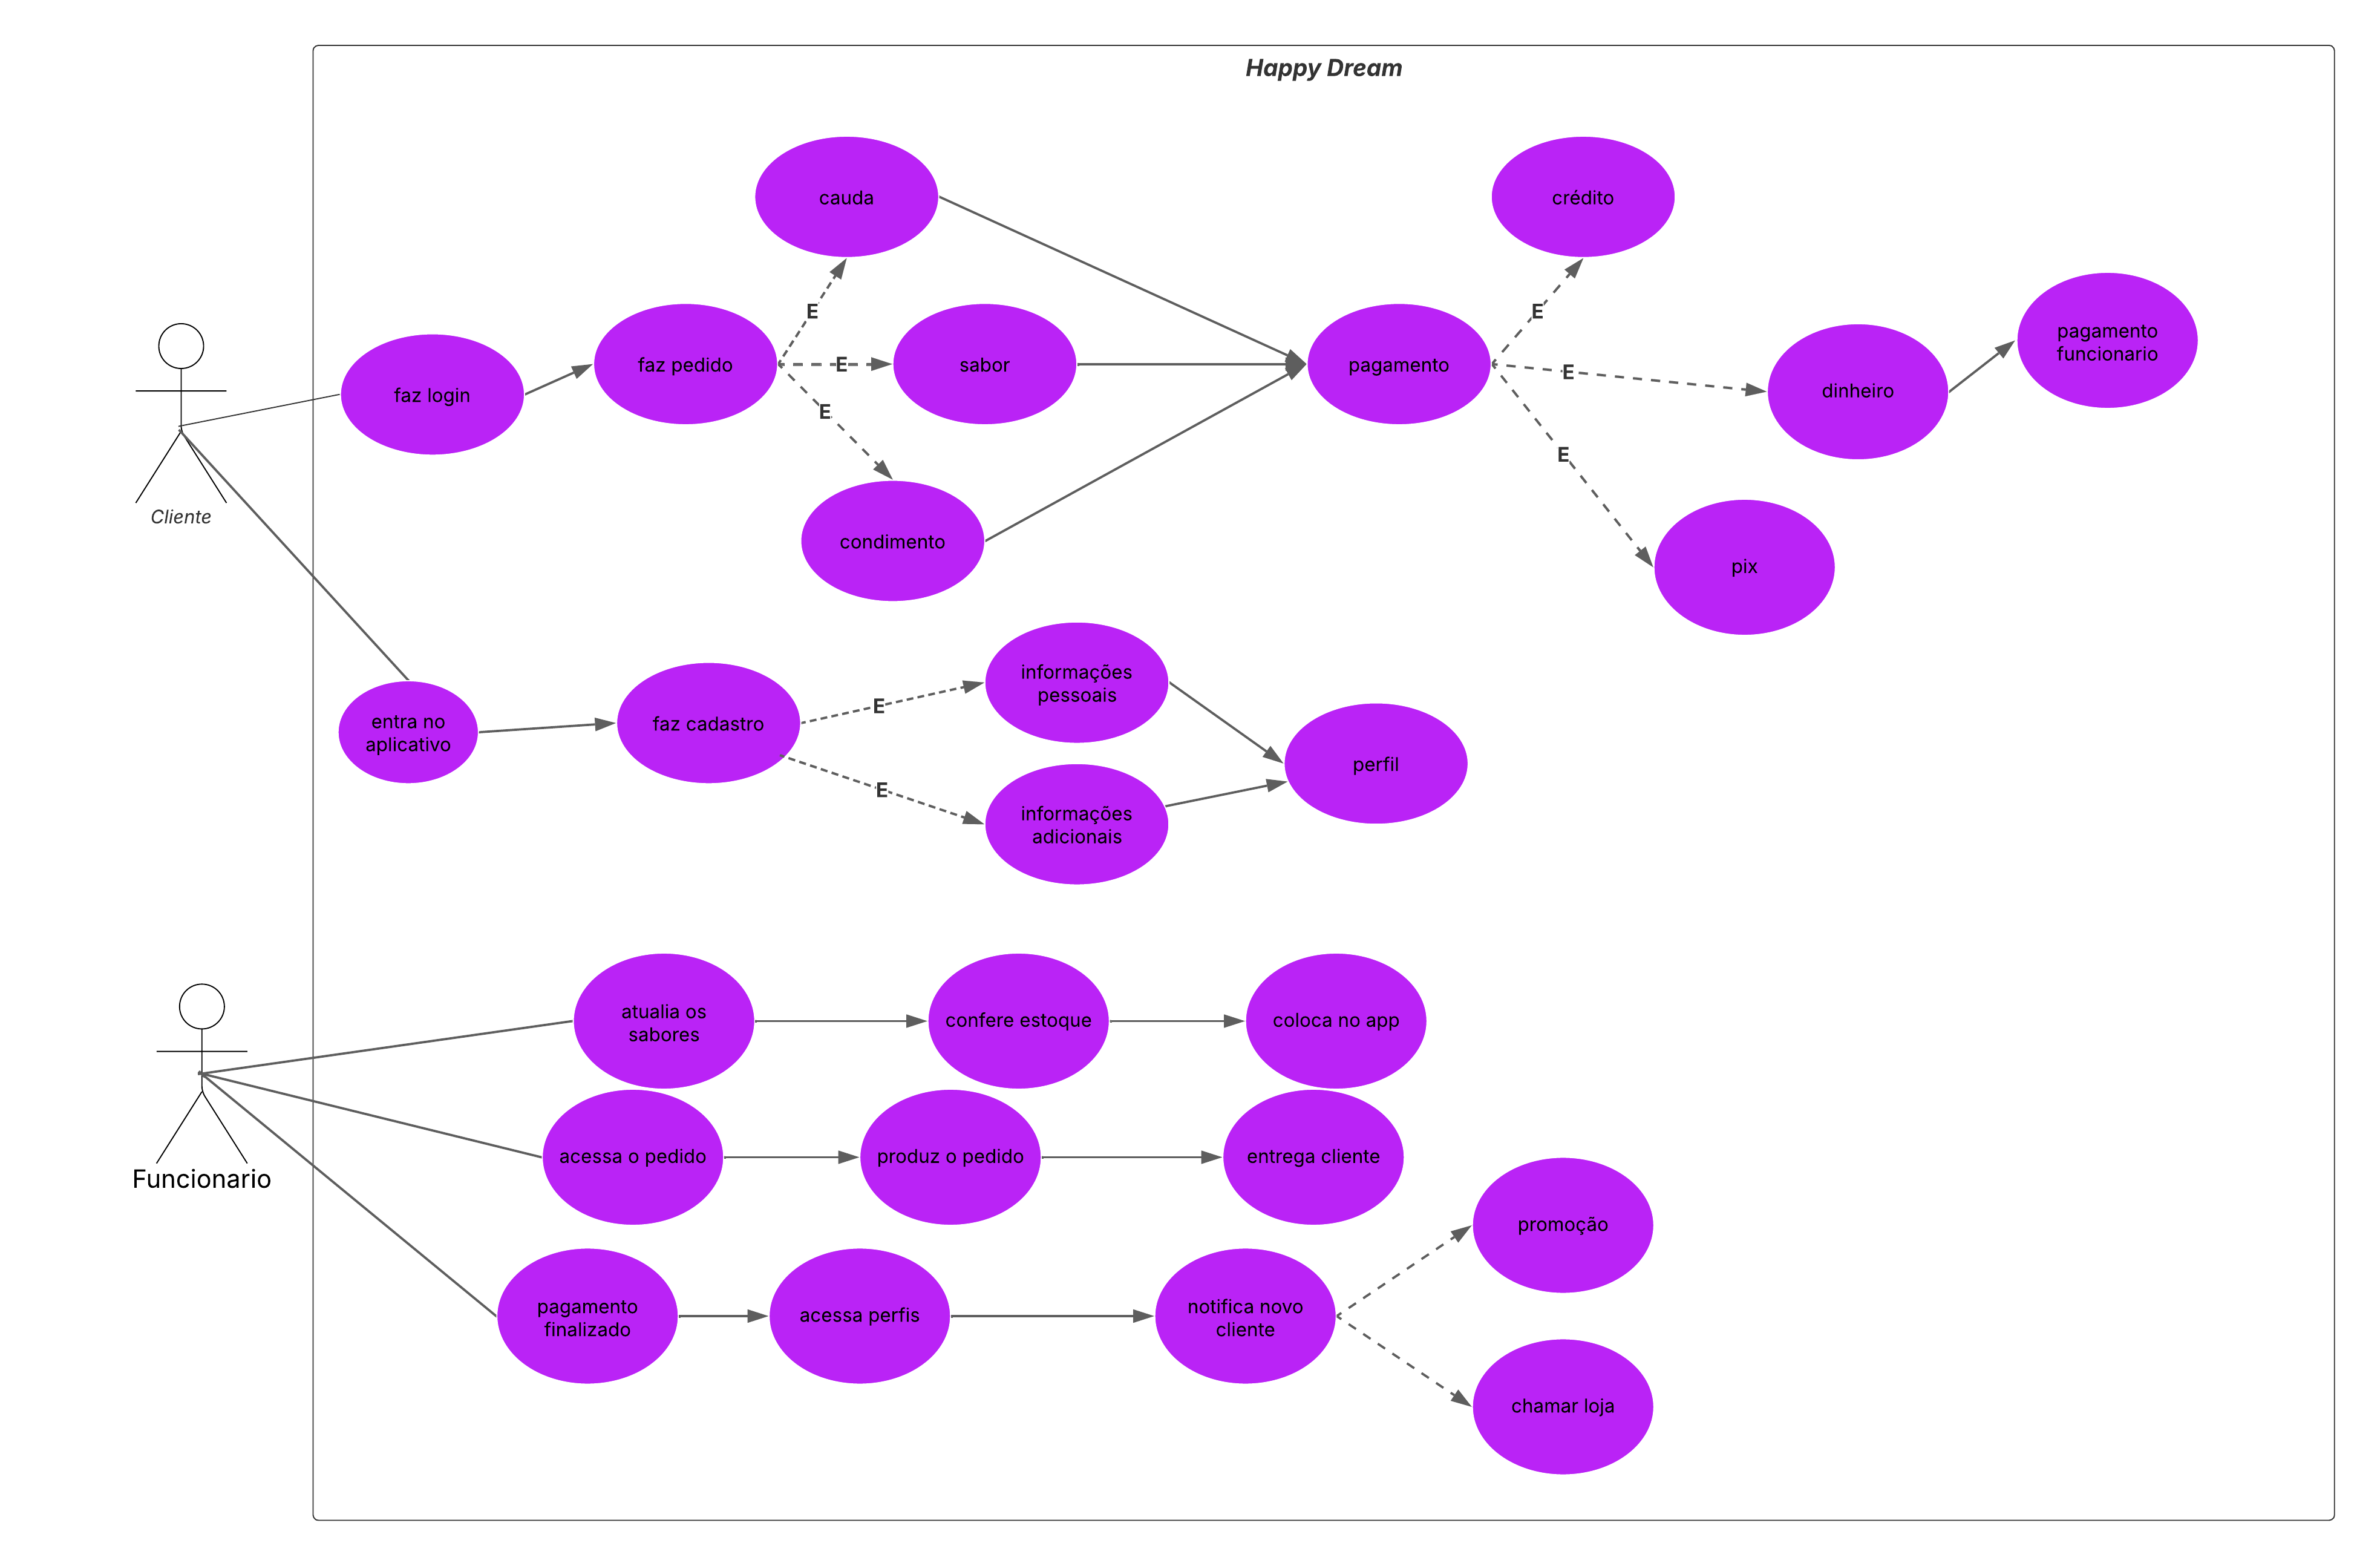 Happy Dream
cauda
crédito
E
E
pagamento
funcionario
faz login
faz pedido
E
sabor
pagamento
E
dinheiro
E
E
Cliente
condimento
pix
entra no
aplicativo
faz cadastro
E
informações
pessoais
perfil
E
informações
adicionais
atualia os
sabores
confere estoque
coloca no app
Funcionario
acessa o pedido
produz o pedido
entrega cliente
promoção
pagamento
finalizado
acessa perfis
notifica novo
cliente
chamar loja